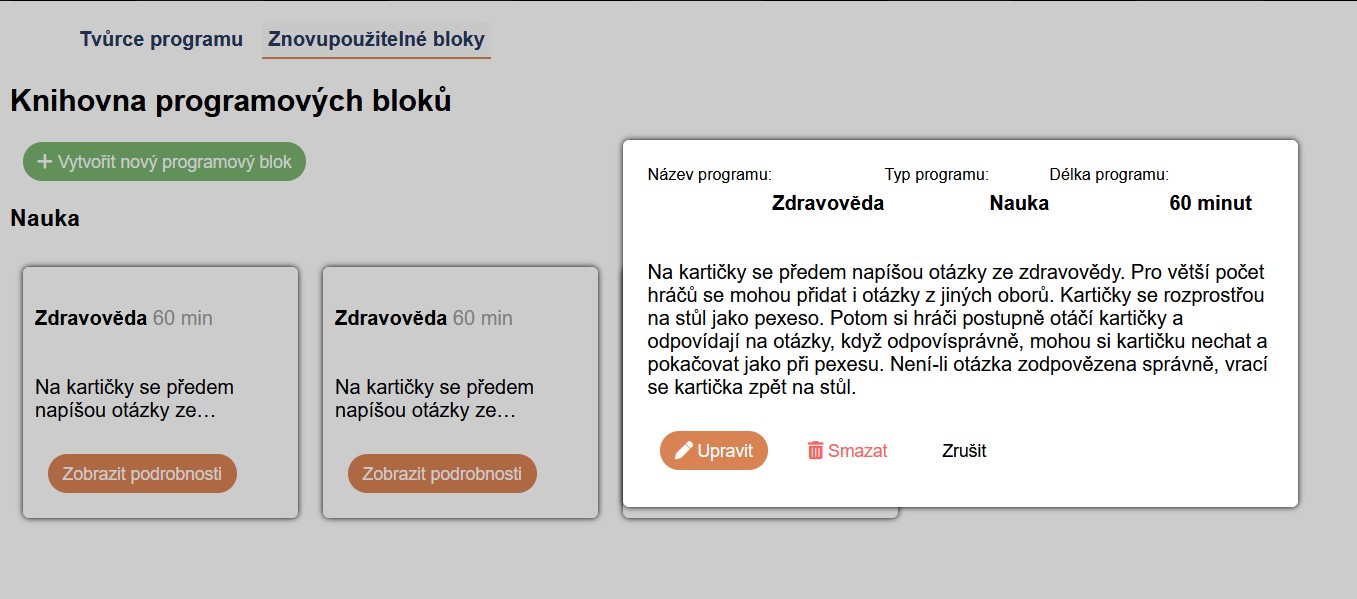 Tvůrce programu Znovupoužitelné bloky
Knihovna programových bloků
Vytvořit nový programový blok
Nauka
Zdravověda 60 min
Na kartičky se předem
napíšou otázky ze…
Zobrazit podrobnosti
Zdravověda 60 min
Na kartičky se předem
napíšou otázky ze…
Zobrazit podrobnosti
Název programu: Typ programu: Délka programu:
Zdravověda Nauka 60 minut
Na kartičky se předem napíšou otázky ze zdravovědy. Pro větší počet
hráčů se mohou přidat i otázky z jiných oborů. Kartičky se rozprostřou
na stůl jako pexeso. Potom si hráči postupně otáčí kartičky a
odpovídají na otázky, když odpovísprávně, mohou si kartičku nechat a
pokačovat jako při pexesu. Není-li otázka zodpovězena správně, vrací
se kartička zpět na stůl.
Upravit Smazat Zrušit